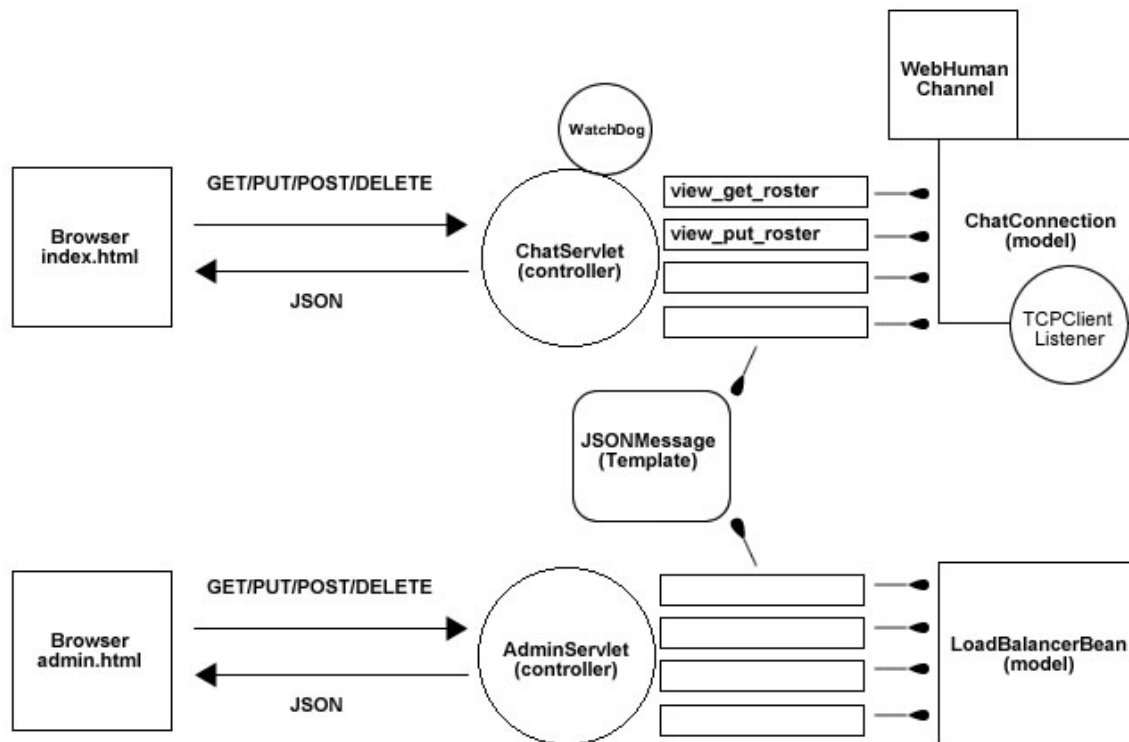 WebHuman
Channel
WatchDog
GET/PUT/POST/DELETE
view_get_roster
Browser
index.html
ChatServlet
(controller)
view_put_roster
ChatConnection
(model)
JSON
TCPClient
Listener
JSONMessage
(Template)
GET/PUT/POST/DELETE
Browser
admin.html
AdminServlet
(controller)
LoadBalancerBean
(model)
JSON